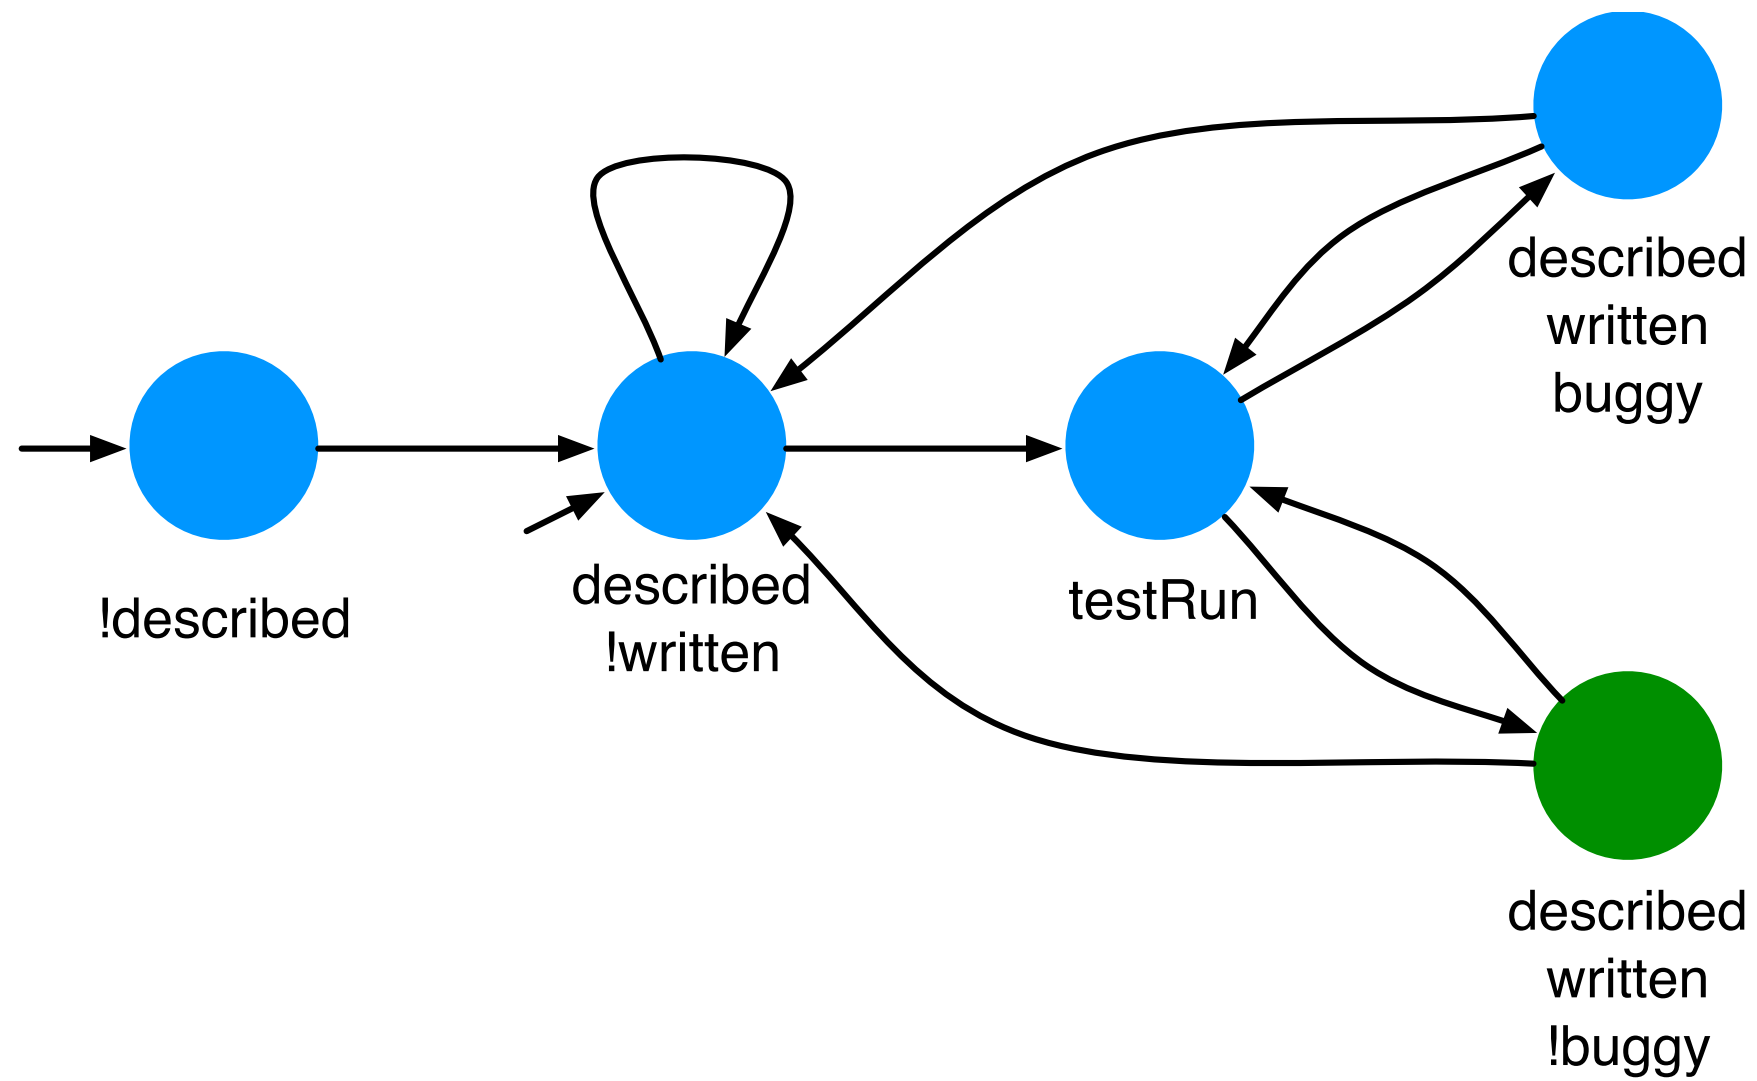 !described
described
!written
testRun
described
written
buggy
described
written
!buggy